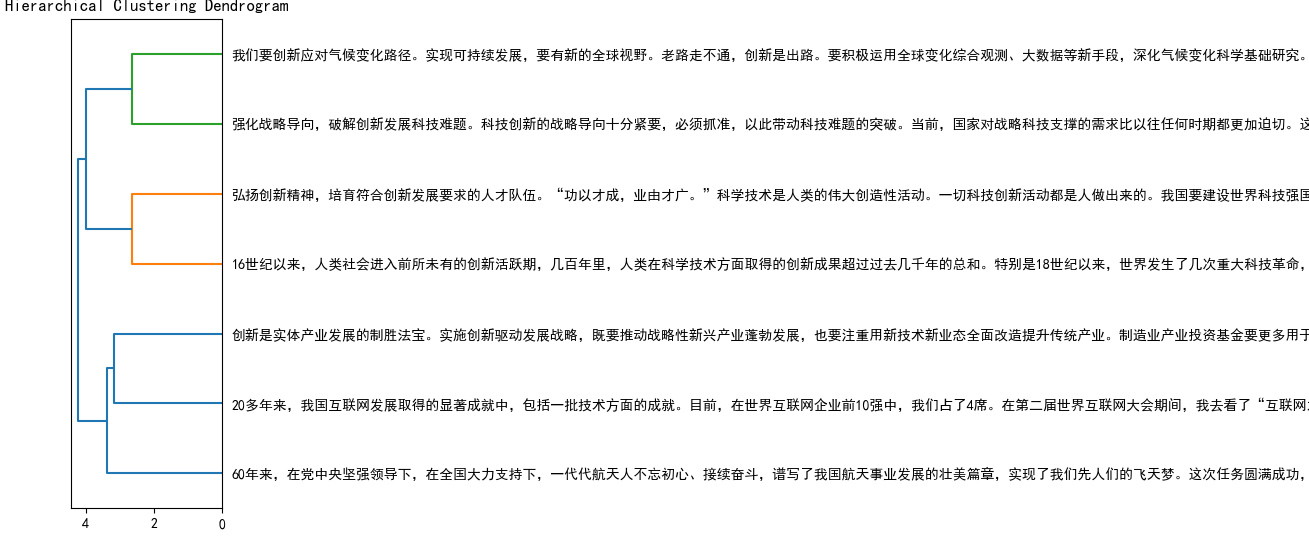 Hierarchical Clustering Dendrogram
我们要创新应对气候变化路径。实现可持续发展，要有新的全球视野。老路走不通，创新是出路。要积极运用全球变化综合观测、大数据等新手段，深化气候变化科学基础研究。
强化战略导向，破解创新发展科技难题。科技创新的战略导向十分紧要，必须抓准，以此带动科技难题的突破。当前，国家对战略科技支撑的需求比以往任何时期都更加迫切。这
弘扬创新精神，培育符合创新发展要求的人才队伍。“功以才成，业由才广。”科学技术是人类的伟大创造性活动。一切科技创新活动都是人做出来的。我国要建设世界科技强国
16世纪以来，人类社会进入前所未有的创新活跃期，几百年里，人类在科学技术方面取得的创新成果超过过去几千年的总和。特别是18世纪以来，世界发生了几次重大科技革命，
创新是实体产业发展的制胜法宝。实施创新驱动发展战略，既要推动战略性新兴产业蓬勃发展，也要注重用新技术新业态全面改造提升传统产业。制造业产业投资基金要更多用于
20多年来，我国互联网发展取得的显著成就中，包括一批技术方面的成就。目前，在世界互联网企业前10强中，我们占了4席。在第二届世界互联网大会期间，我去看了“互联网
60年来，在党中央坚强领导下，在全国大力支持下，一代代航天人不忘初心、接续奋斗，谱写了我国航天事业发展的壮美篇章，实现了我们先人们的飞天梦。这次任务圆满成功，
4 2 0